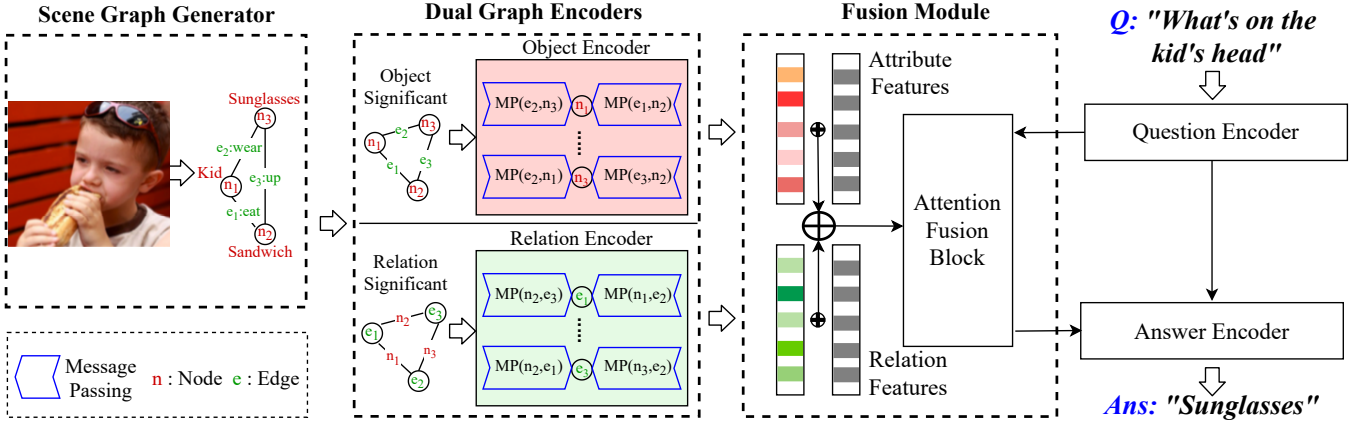 Scene Graph Generator
Sunglasses
n3
e2:wear
Kid
n1
e3:up
e1:eat
n2
Sandwich
Message
Passing
n : Node
e : Edge
Dual Graph Encoders
Object Encoder
Object
Significant
n3
e2
n1
e3
e1
n2
MP(e2,n3)
n1
MP(e1,n2)
MP(e2,n1)
n3
MP(e3,n2)
Relation Encoder
Relation
Significant
n2
e3
e1
n1
n3
e2
MP(n2,e3)
e1
MP(n1,e2)
MP(n2,e1)
e3
MP(n3,e2)
Fusion Module
Attribute
Features
Attention
Fusion
Block
Relation
Features
Q: "What's on the
kid's head"
Question Encoder
Answer Encoder
Ans: "Sunglasses"